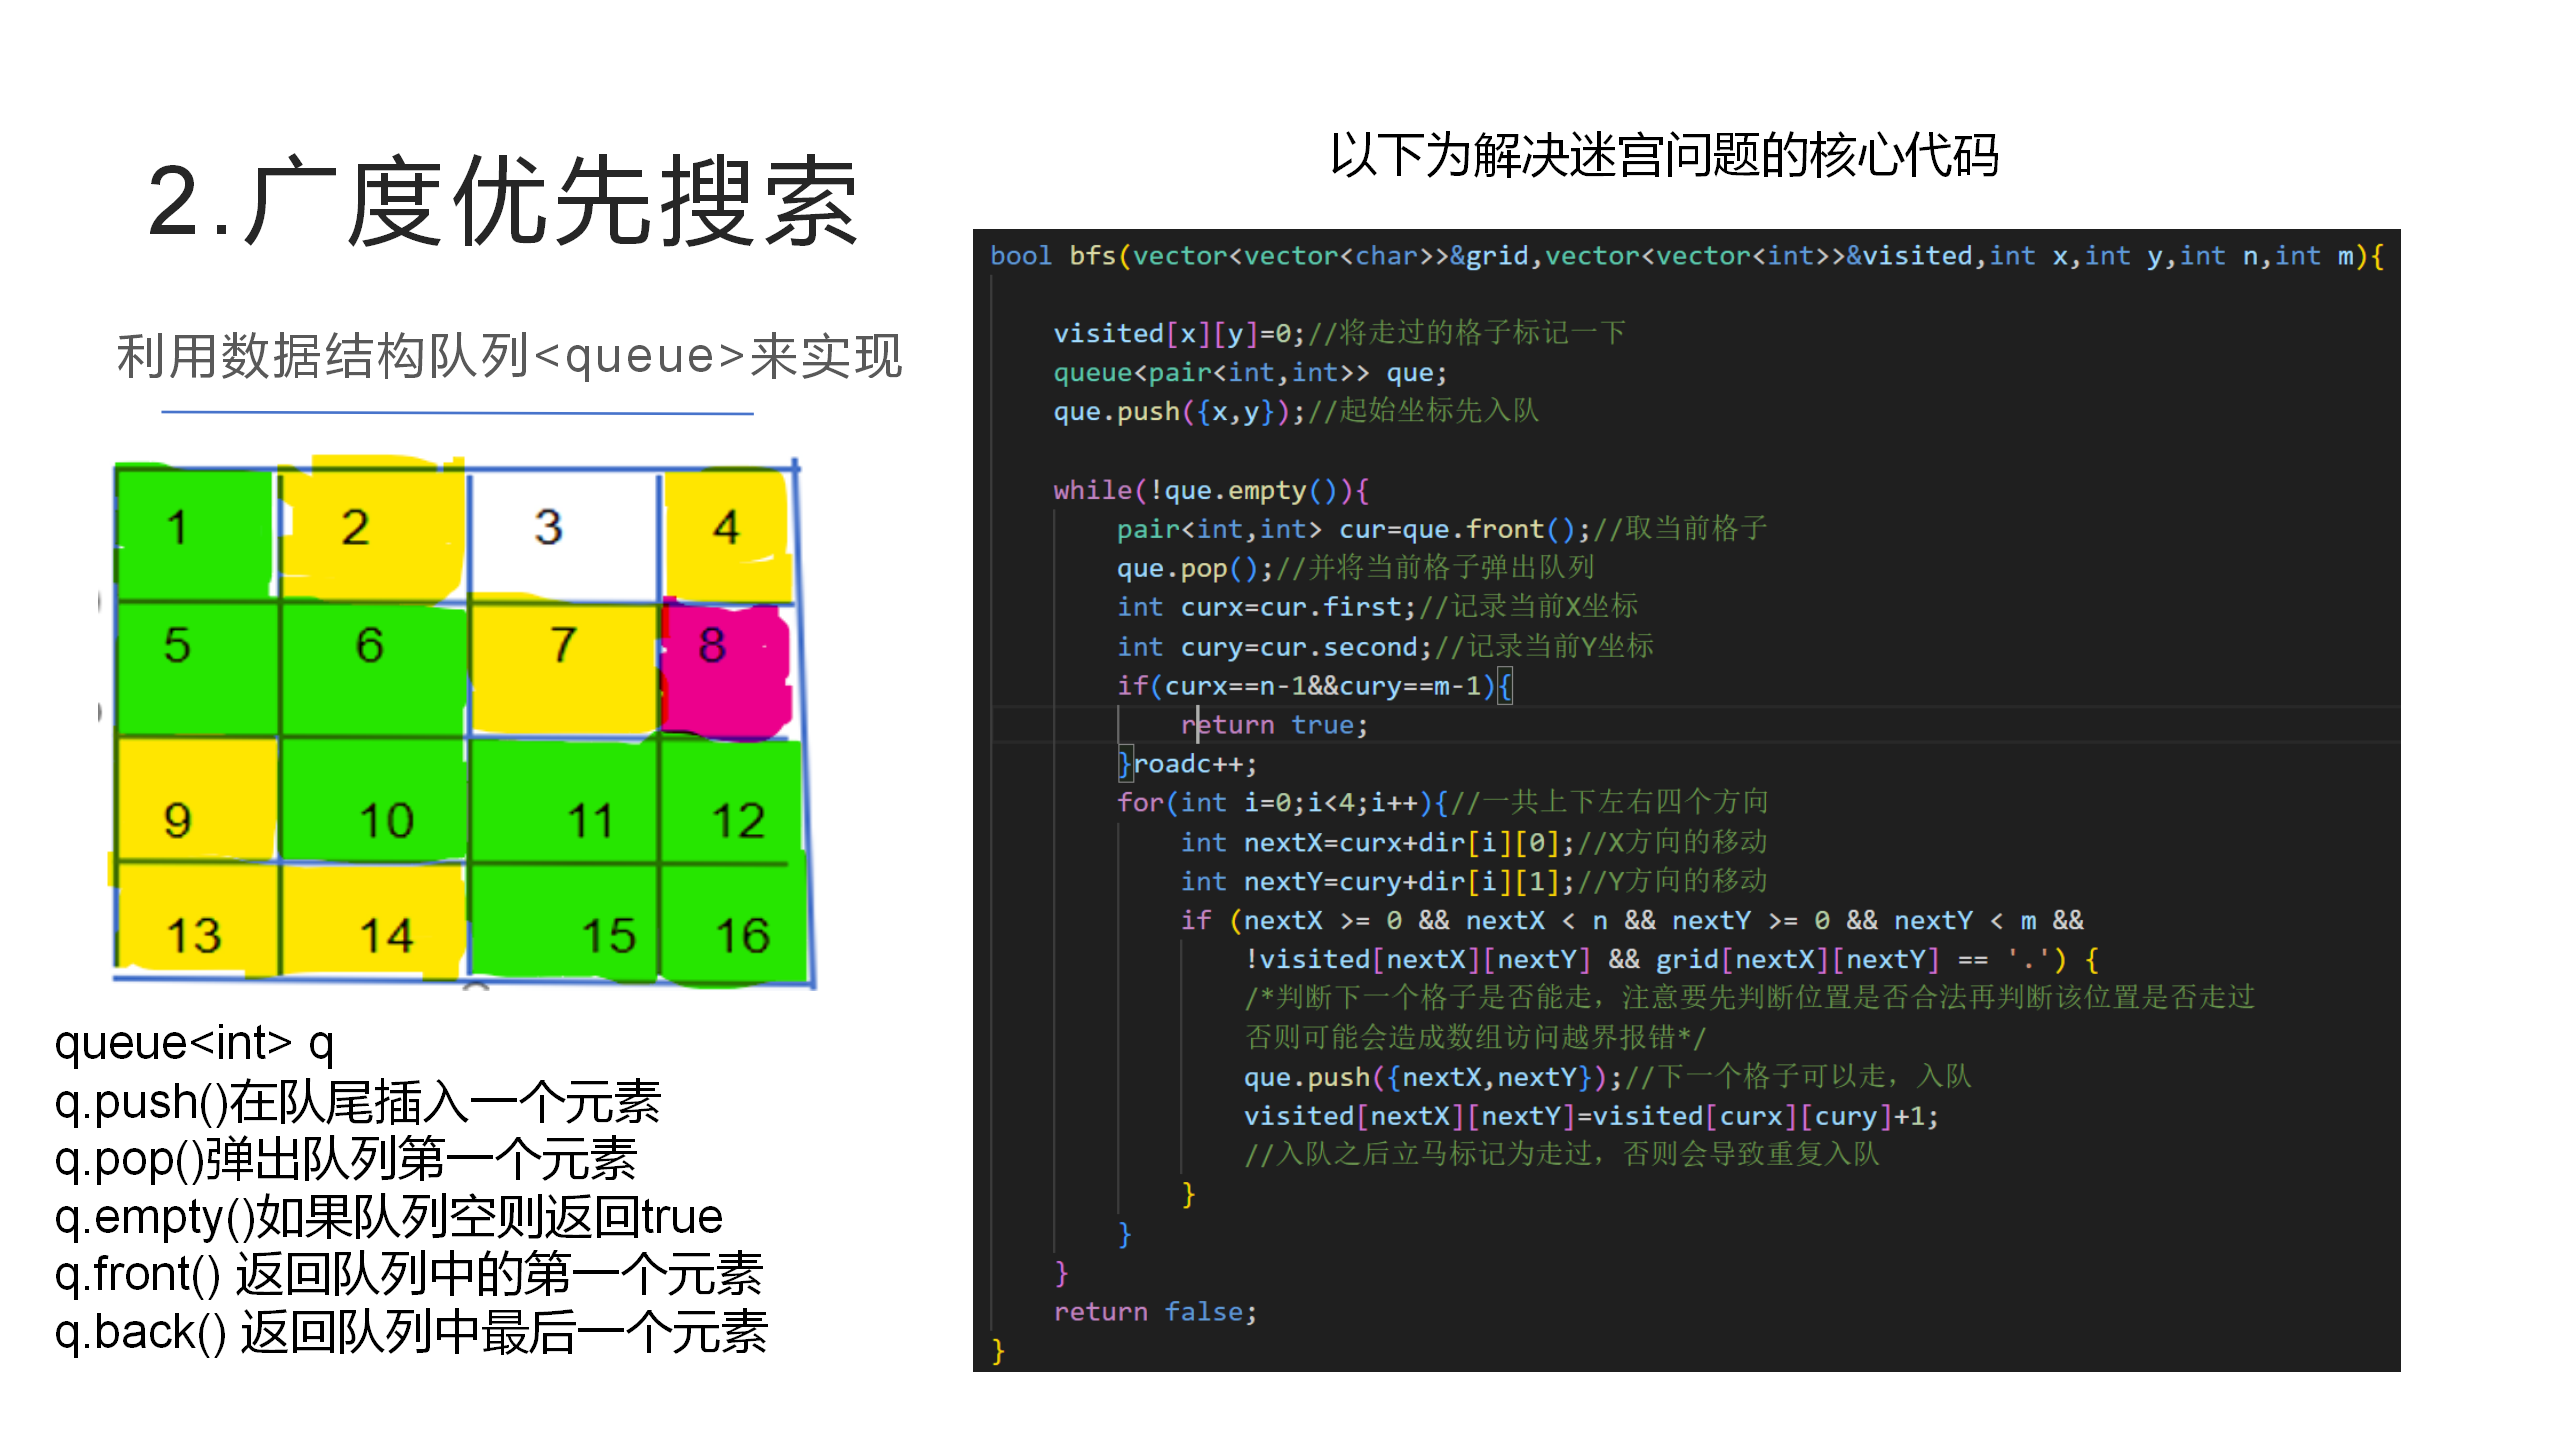 2.广度优先搜索
利用数据结构队列<queue>来实现
1 2 3 4
5 6 7 8
9 10 11 12
13 14 15 16
queue<int> q
q.push()在队尾插入一个元素
q.pop()弹出队列第一个元素
q.empty()如果队列空则返回true
q.front() 返回队列中的第一个元素
q.back() 返回队列中最后一个元素
以下为解决迷宫问题的核心代码
bool bfs(vector<vector<char>>&grid,vector<vector<int>>&visited,int x,int y,int n,int m){
visited[x][y]=0;//将走过的格子标记一下
queue<pair<int,int>> que;
que.push({x,y});//起始坐标先入队
while(!que.empty()){
pair<int,int> cur=que.front();//取当前格子
que.pop();//并将当前格子弹出队列
int curx=cur.first;//记录当前X坐标
int cury=cur.second;//记录当前Y坐标
if(curx==n-1&&cury==m-1){
return true;
}roadc++;
for(int i=0;i<4;i++){//一共上下左右四个方向
int nextX=curx+dir[i][0];//X方向的移动
int nextY=cury+dir[i][1];//Y方向的移动
if (nextX >= 0 && nextX < n && nextY >= 0 && nextY < m &&
!visited[nextX][nextY] && grid[nextX][nextY] == '.') {
/*判断下一个格子是否能走，注意要先判断位置是否合法再判断该位置是否走过
否则可能会造成数组访问越界报错*/
que.push({nextX,nextY});//下一个格子可以走，入队
visited[nextX][nextY]=visited[curx][cury]+1;
//入队之后立马标记为走过，否则会导致重复入队
}
}
}
return false;
}